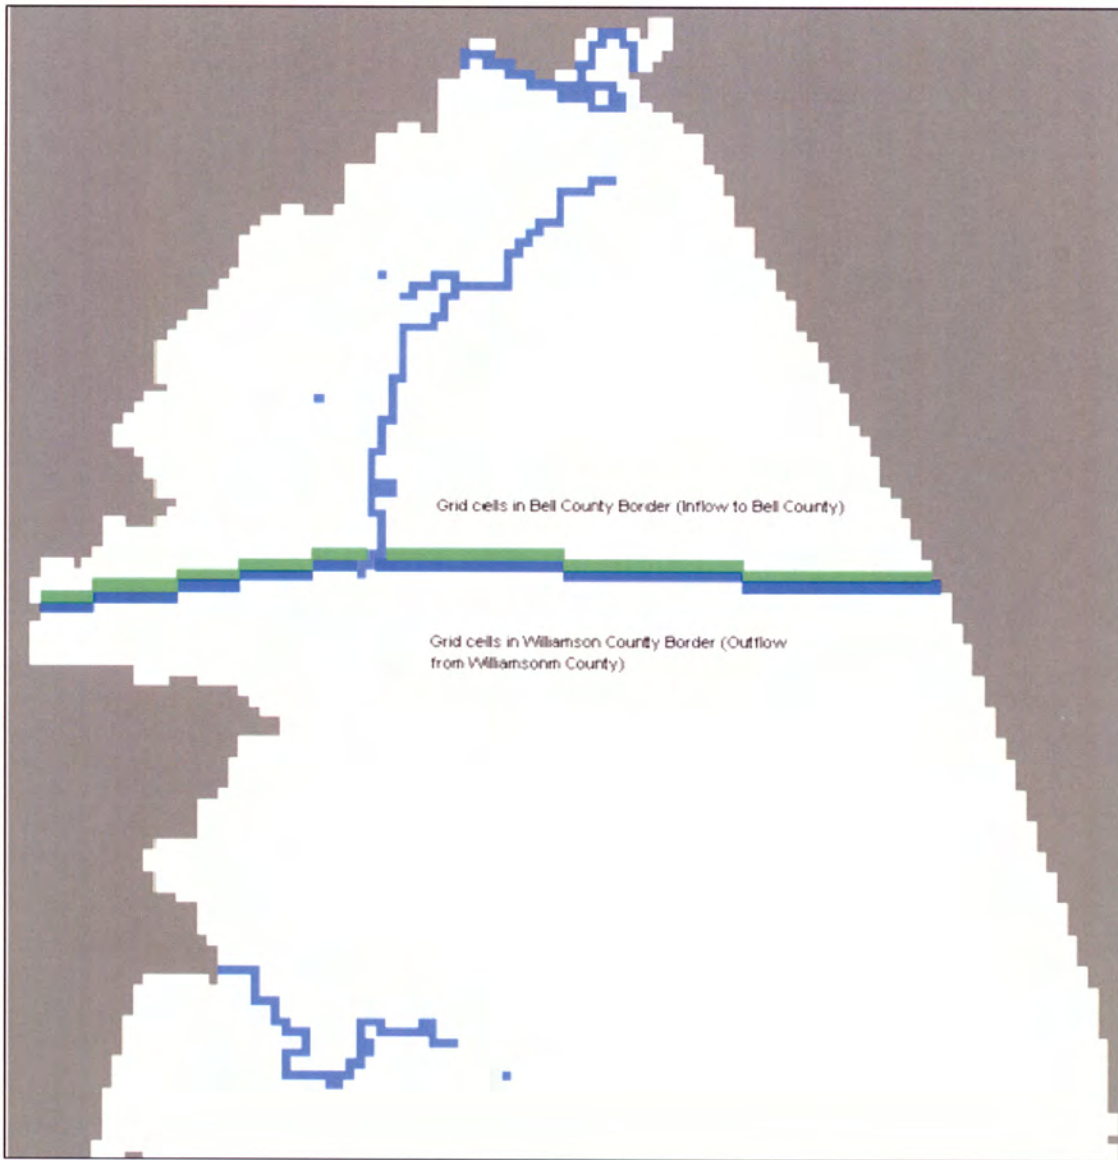 Grid cells in Bell County Border (Inflow to Bell County)
Grid cells in Williamson County Border (Outflow
from Williamsonm County)